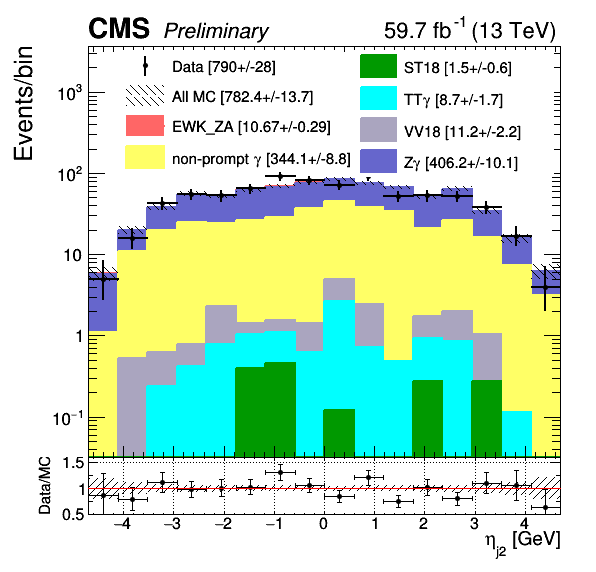 CMS Preliminary 59.7 fb⁻¹ (13 TeV)
Events/bin
Data [790+/-28]
All MC [782.4+/-13.7]
EWK_ZA [10.67+/-0.29]
non-prompt γ [344.1+/-8.8]
ST18 [1.5+/-0.6]
TTγ [8.7+/-1.7]
VV18 [11.2+/-2.2]
Zγ [406.2+/-10.1]
10³
10²
10
1
10⁻¹
Data/MC
1.5
1
0.5
−4 −3 −2 −1 0 1 2 3 4
η_{j2} [GeV]